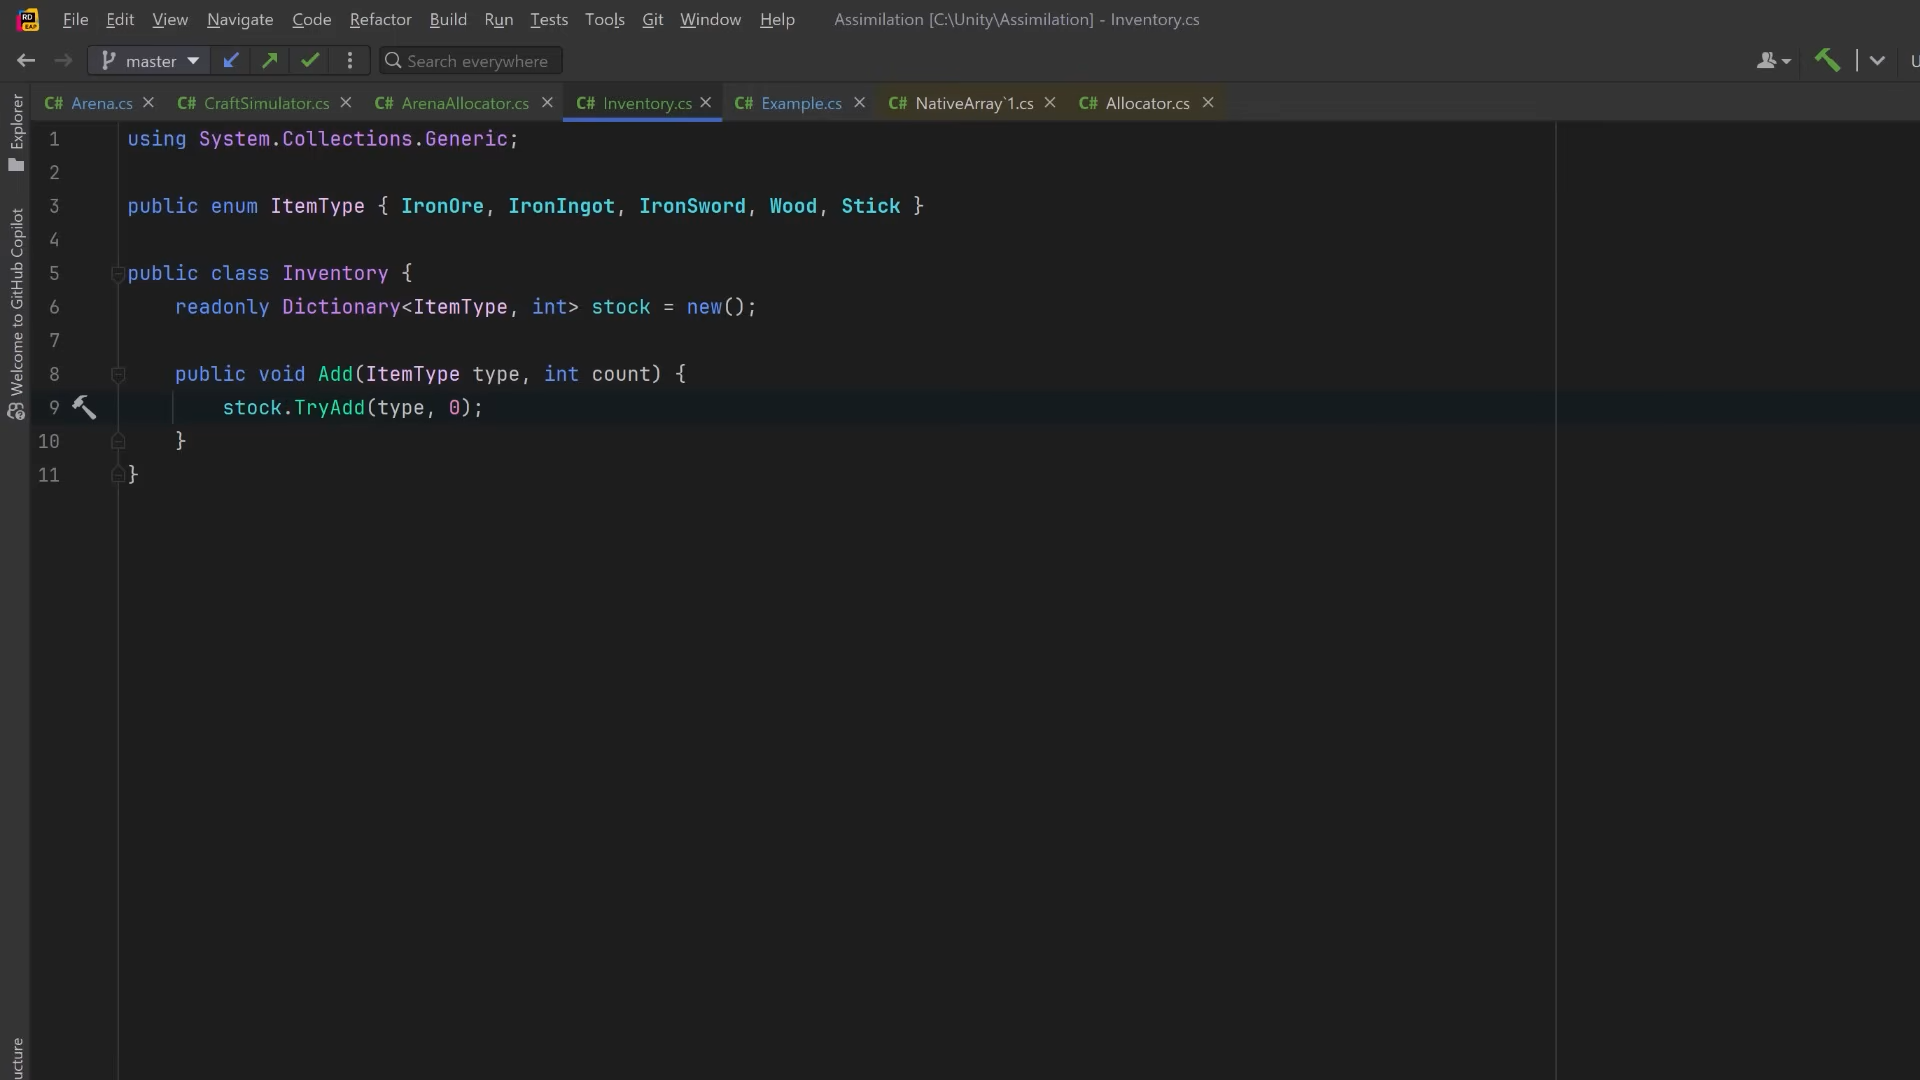 File Edit View Navigate Code Refactor Build Run Tests Tools Git Window Help Assimilation [C:\Unity\Assimilation] - Inventory.cs
master Search everywhere
C# Arena.cs C# CraftSimulator.cs C# ArenaAllocator.cs C# Inventory.cs C# Example.cs C# NativeArray`1.cs C# Allocator.cs
Explorer
Welcome to GitHub Copilot
ucture
1 using System.Collections.Generic;
2
3 public enum ItemType { IronOre, IronIngot, IronSword, Wood, Stick }
4
5 public class Inventory {
6 readonly Dictionary<ItemType, int> stock = new();
7
8 public void Add(ItemType type, int count) {
9 stock.TryAdd(type, 0);
10 }
11 }